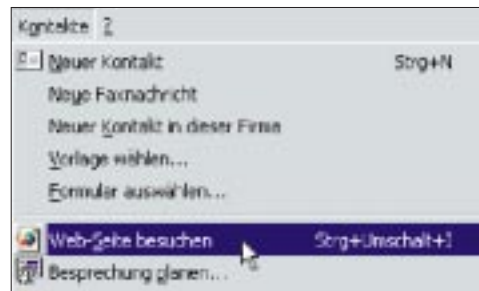 Kontakte ?
Neuer Kontakt Strg+N
Neue Faxnachricht
Neuer Kontakt in dieser Firma
Vorlage wählen...
Formular auswählen...
Web-Seite besuchen Strg+Umschalt+I
Besprechung planen...